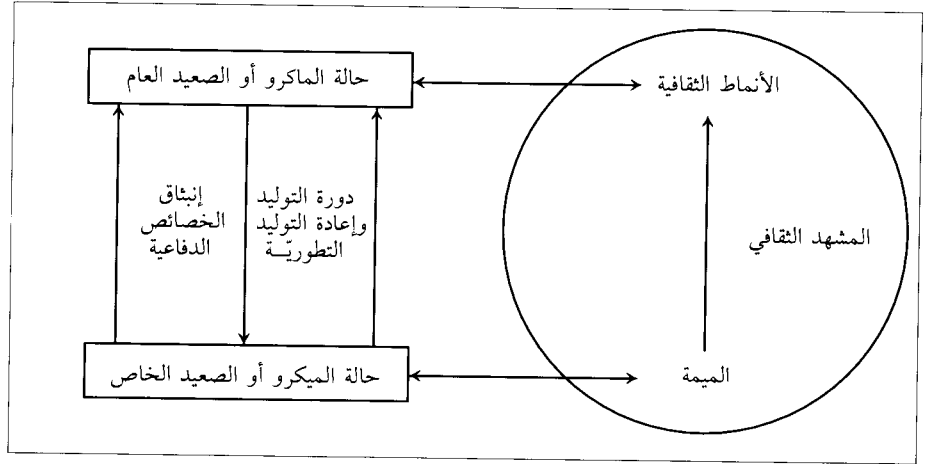 حالة الماكرو أو الصعيد العام
الأنماط الثقافية
دورة التوليد
وإعادة التوليد
التطوريّــة
إنبثاق
الخصائص
الدفاعية
المشهد الثقافي
حالة الميكرو أو الصعيد الخاص
الميمة